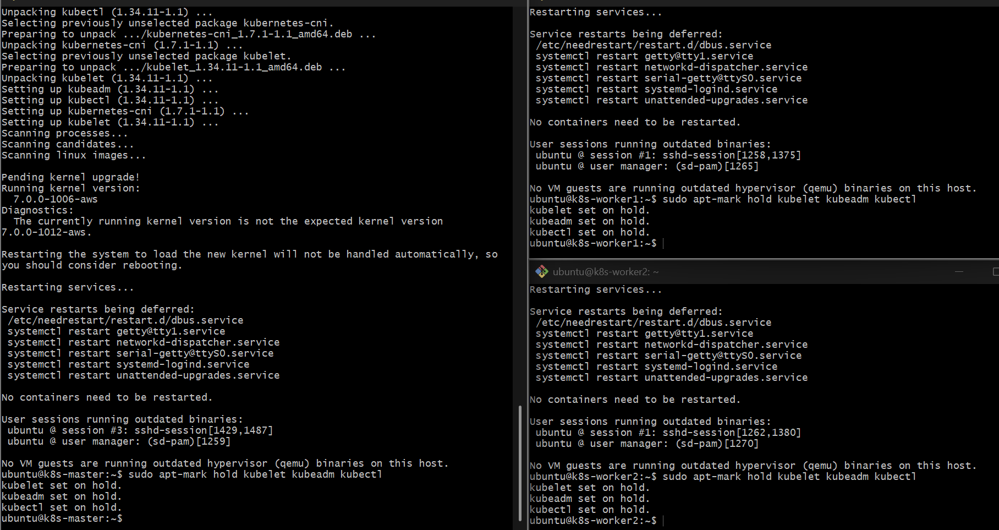 Unpacking kubectl (1.34.11-1.1) ...
Selecting previously unselected package kubernetes-cni.
Preparing to unpack .../kubernetes-cni_1.7.1-1.1_amd64.deb ...
Unpacking kubernetes-cni (1.7.1-1.1) ...
Selecting previously unselected package kubelet.
Preparing to unpack .../kubelet_1.34.11-1.1_amd64.deb ...
Unpacking kubelet (1.34.11-1.1) ...
Setting up kubeadm (1.34.11-1.1) ...
Setting up kubectl (1.34.11-1.1) ...
Setting up kubernetes-cni (1.7.1-1.1) ...
Setting up kubelet (1.34.11-1.1) ...
Scanning processes...
Scanning candidates...
Scanning linux images...
Pending kernel upgrade!
Running kernel version:
  7.0.0-1006-aws
Diagnostics:
  The currently running kernel version is not the expected kernel version
7.0.0-1012-aws.
Restarting the system to load the new kernel will not be handled automatically, so
you should consider rebooting.
Restarting services...
Service restarts being deferred:
 /etc/needrestart/restart.d/dbus.service
 systemctl restart getty@tty1.service
 systemctl restart networkd-dispatcher.service
 systemctl restart serial-getty@ttyS0.service
 systemctl restart systemd-logind.service
 systemctl restart unattended-upgrades.service
No containers need to be restarted.
User sessions running outdated binaries:
 ubuntu @ session #3: sshd-session[1429,1487]
 ubuntu @ user manager: (sd-pam)[1259]
No VM guests are running outdated hypervisor (qemu) binaries on this host.
ubuntu@k8s-master:~$ sudo apt-mark hold kubelet kubeadm kubectl
kubelet set on hold.
kubeadm set on hold.
kubectl set on hold.
ubuntu@k8s-master:~$
Restarting services...
Service restarts being deferred:
 /etc/needrestart/restart.d/dbus.service
 systemctl restart getty@tty1.service
 systemctl restart networkd-dispatcher.service
 systemctl restart serial-getty@ttyS0.service
 systemctl restart systemd-logind.service
 systemctl restart unattended-upgrades.service
No containers need to be restarted.
User sessions running outdated binaries:
 ubuntu @ session #1: sshd-session[1258,1375]
 ubuntu @ user manager: (sd-pam)[1265]
No VM guests are running outdated hypervisor (qemu) binaries on this host.
ubuntu@k8s-worker1:~$ sudo apt-mark hold kubelet kubeadm kubectl
kubelet set on hold.
kubeadm set on hold.
kubectl set on hold.
ubuntu@k8s-worker1:~$
ubuntu@k8s-worker2: ~
Restarting services...
Service restarts being deferred:
 /etc/needrestart/restart.d/dbus.service
 systemctl restart getty@tty1.service
 systemctl restart networkd-dispatcher.service
 systemctl restart serial-getty@ttyS0.service
 systemctl restart systemd-logind.service
 systemctl restart unattended-upgrades.service
No containers need to be restarted.
User sessions running outdated binaries:
 ubuntu @ session #1: sshd-session[1262,1380]
 ubuntu @ user manager: (sd-pam)[1270]
No VM guests are running outdated hypervisor (qemu) binaries on this host.
ubuntu@k8s-worker2:~$ sudo apt-mark hold kubelet kubeadm kubectl
kubelet set on hold.
kubeadm set on hold.
kubectl set on hold.
ubuntu@k8s-worker2:~$